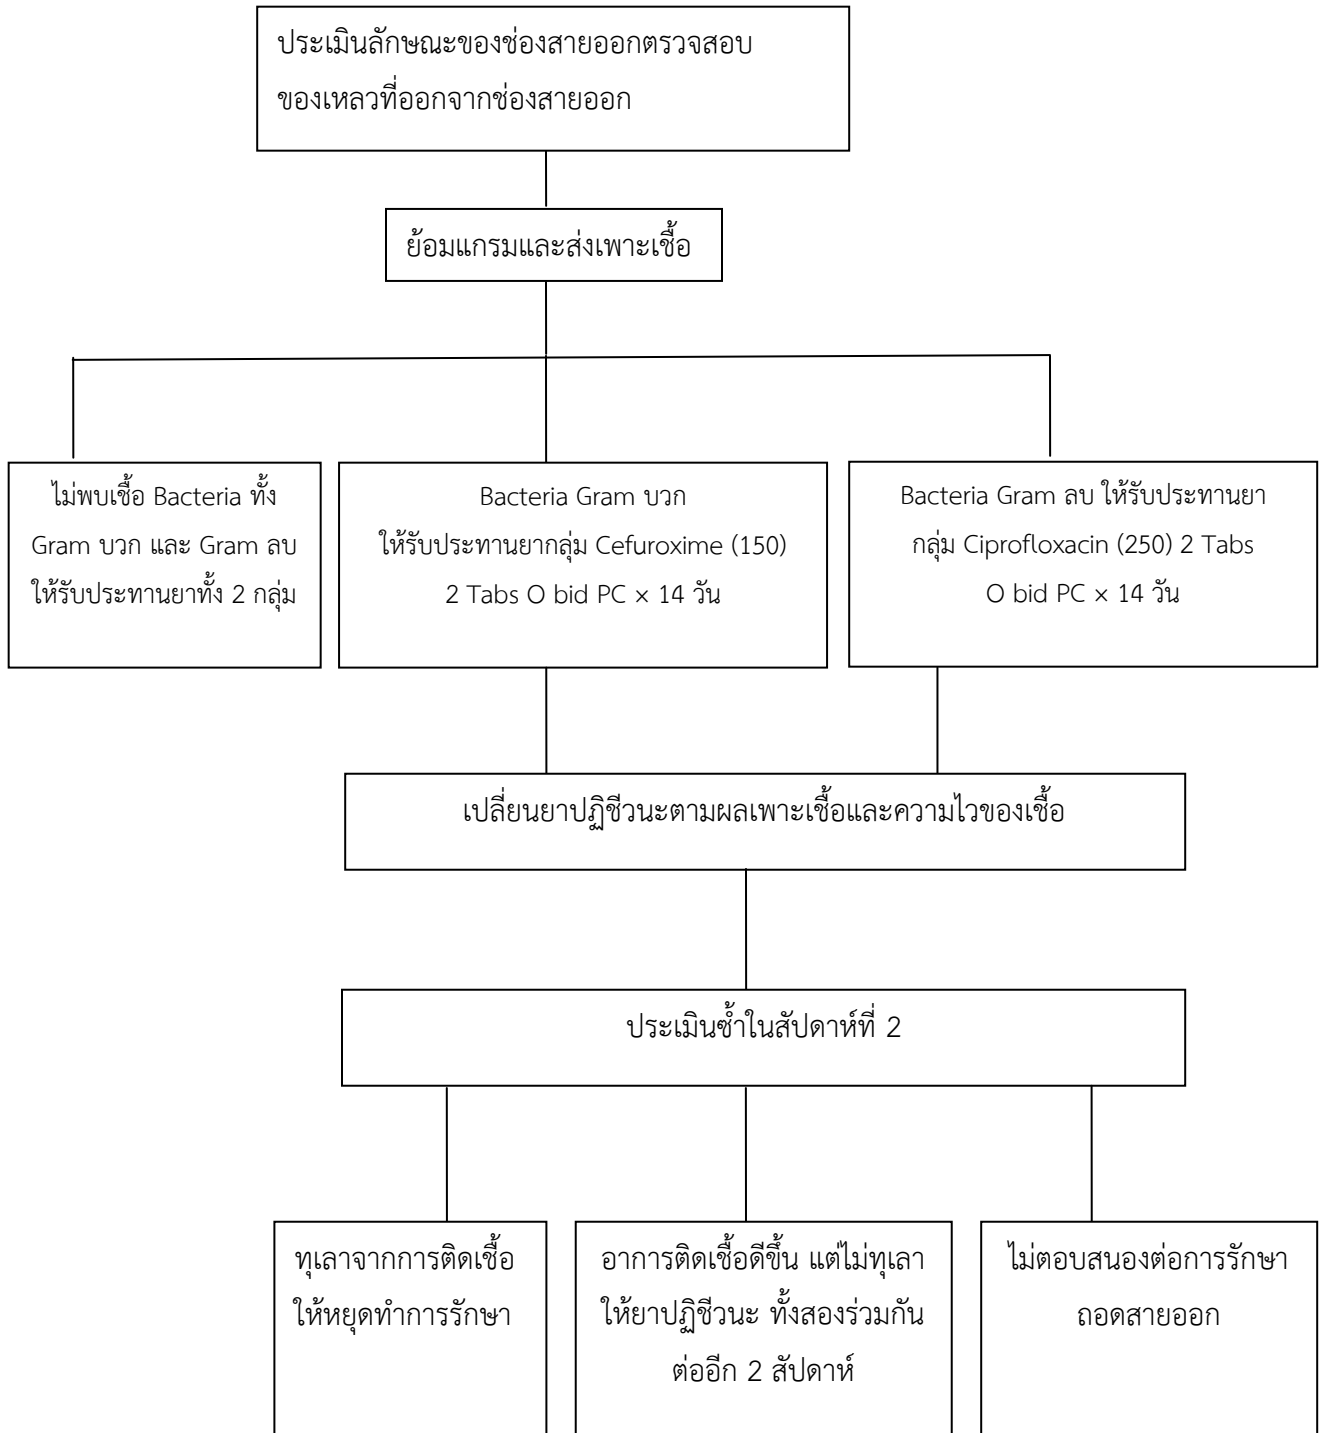 ประเมินลักษณะของช่องสายออกตรวจสอบ
ของเหลวที่ออกจากช่องสายออก
ย้อมแกรมและส่งเพาะเชื้อ
ไม่พบเชื้อ Bacteria ทั้ง
Gram บวก และ Gram ลบ
ให้รับประทานยาทั้ง 2 กลุ่ม
Bacteria Gram บวก
ให้รับประทานยากลุ่ม Cefuroxime (150)
2 Tabs O bid PC × 14 วัน
Bacteria Gram ลบ ให้รับประทานยา
กลุ่ม Ciprofloxacin (250) 2 Tabs
O bid PC × 14 วัน
เปลี่ยนยาปฏิชีวนะตามผลเพาะเชื้อและความไวของเชื้อ
ประเมินซ้ำในสัปดาห์ที่ 2
ทุเลาจากการติดเชื้อ
ให้หยุดทำการรักษา
อาการติดเชื้อดีขึ้น แต่ไม่ทุเลา
ให้ยาปฏิชีวนะ ทั้งสองร่วมกัน
ต่ออีก 2 สัปดาห์
ไม่ตอบสนองต่อการรักษา
ถอดสายออก